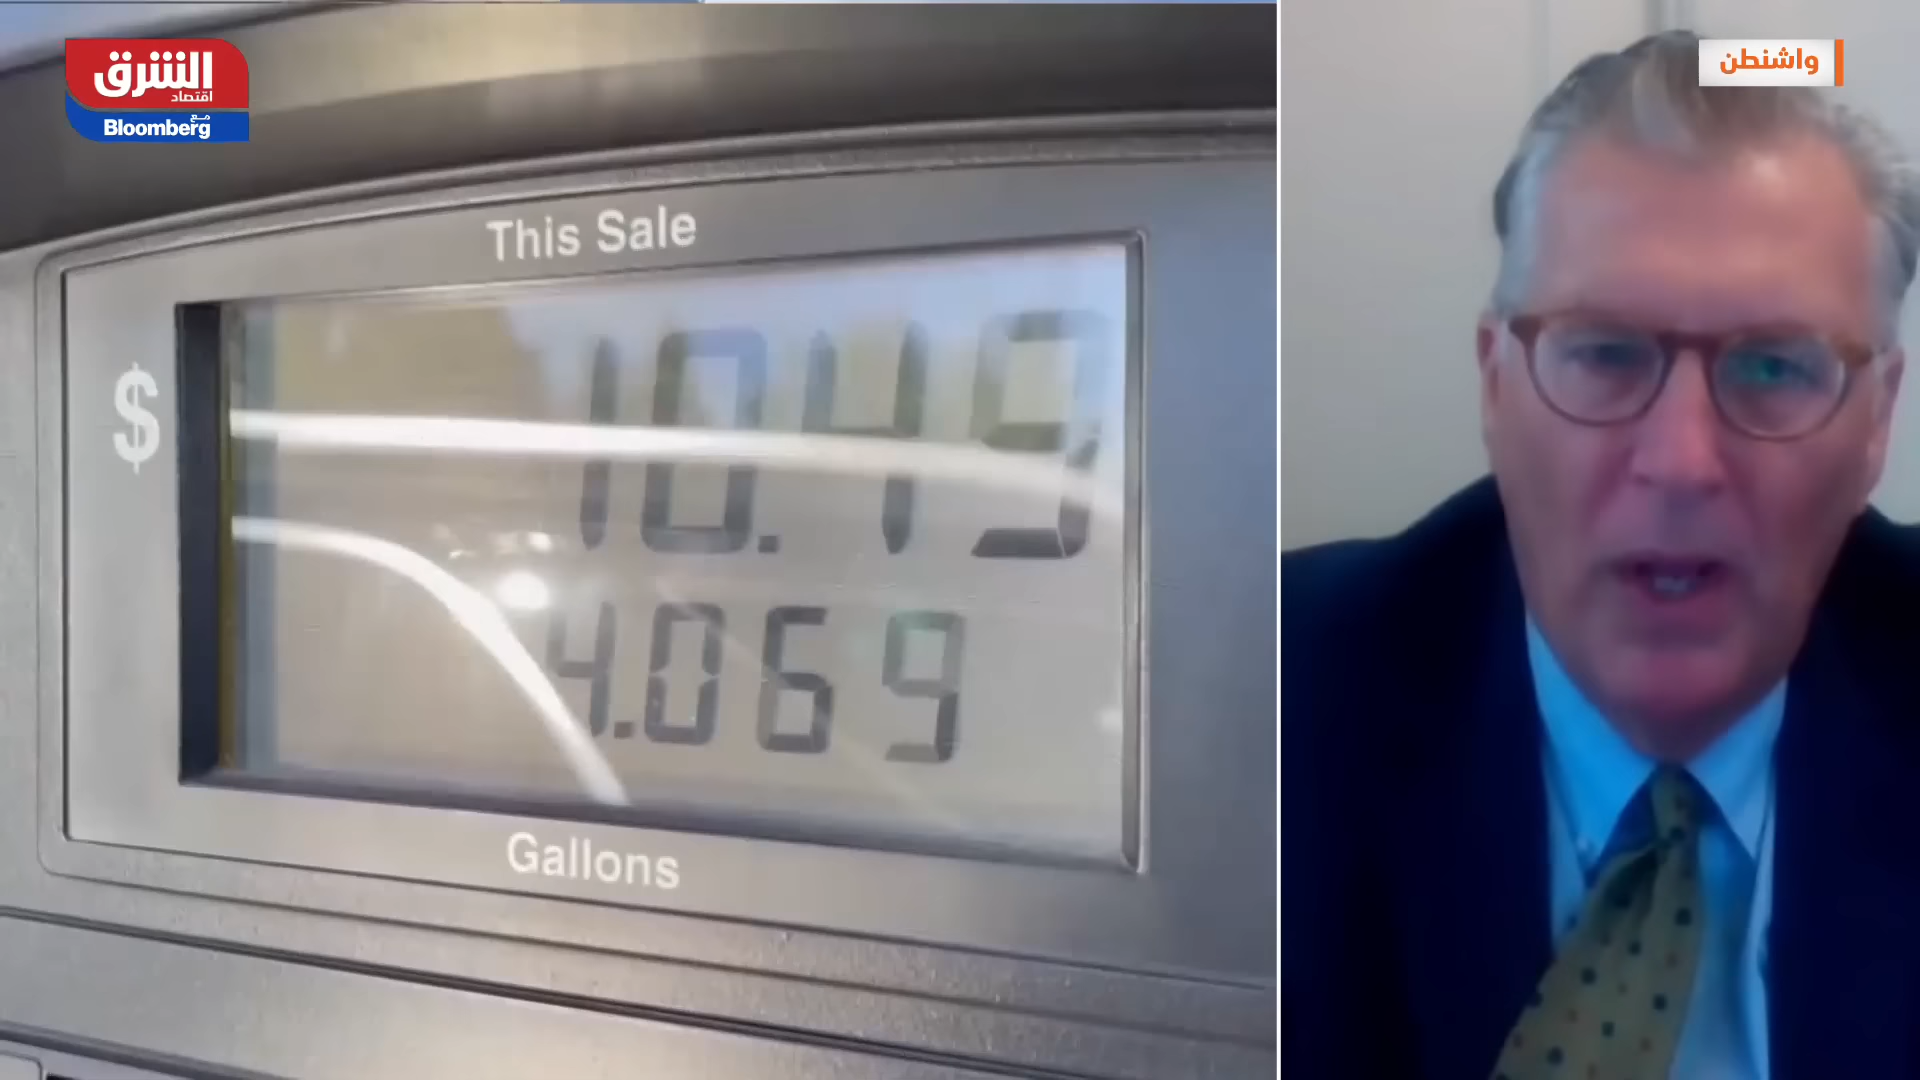 الشرق
اقتصاد
مع
Bloomberg
واشنطن
This Sale
$
10.49
4.069
Gallons